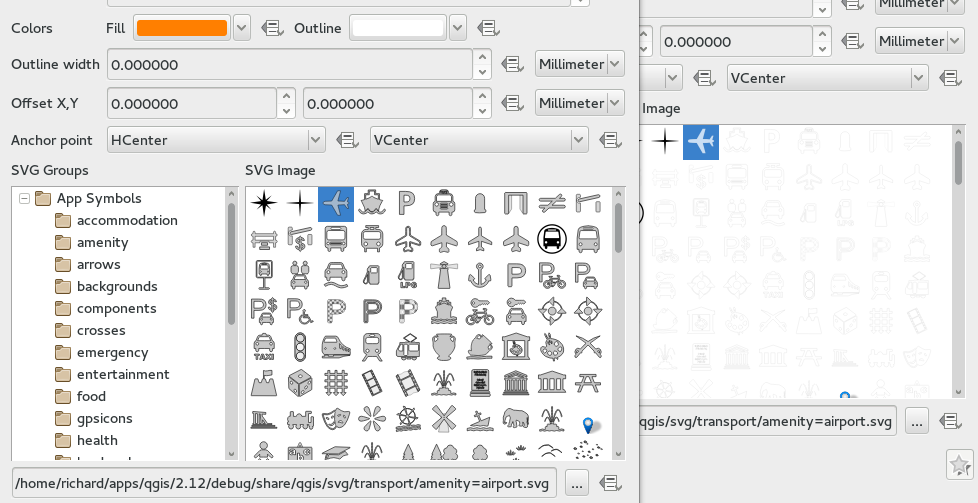 Colors Fill Outline
Outline width 0.000000 Millimeter
Offset X,Y 0.000000 0.000000 Millimeter
Anchor point HCenter VCenter
SVG Groups SVG Image
App Symbols
accommodation
amenity
arrows
backgrounds
components
crosses
emergency
entertainment
food
gpsicons
health
/home/richard/apps/qgis/2.12/debug/share/qgis/svg/transport/amenity=airport.svg ...
Millimeter
0.000000 Millimeter
VCenter
Image
qgis/svg/transport/amenity=airport.svg ...